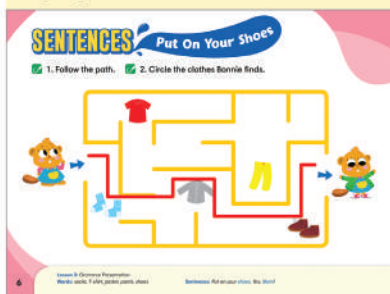 SENTENCES Put On Your Shoes
1. Follow the path. 2. Circle the clothes Bonnie finds.
6
Lesson 3: Grammar Presentation
Words: socks, T-shirt, jacket, pants, shoes Sentences: Put on your shoes. Yes, Mom!